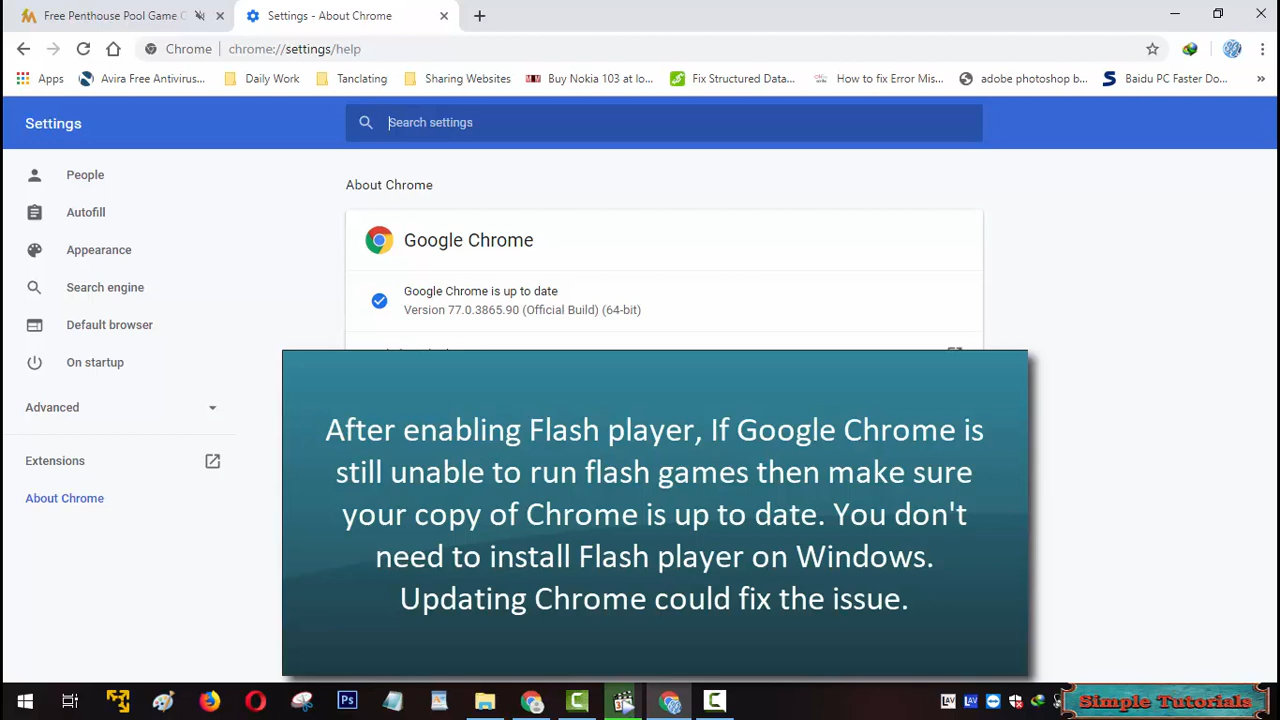 Free Penthouse Pool Game
Settings - About Chrome
Chrome
chrome://settings/help
Apps
Avira Free Antivirus...
Daily Work
Tanclating
Sharing Websites
Buy Nokia 103 at lo...
Fix Structured Data...
How to fix Error Mis...
adobe photoshop b...
Baidu PC Faster Do...
»
Settings
Search settings
People
Autofill
Appearance
Search engine
Default browser
On startup
Advanced
Extensions
About Chrome
About Chrome
Google Chrome
Google Chrome is up to date
Version 77.0.3865.90 (Official Build) (64-bit)
After enabling Flash player, If Google Chrome is
still unable to run flash games then make sure
your copy of Chrome is up to date. You don't
need to install Flash player on Windows.
Updating Chrome could fix the issue.
Ps
LAV
LAV
Simple Tutorials